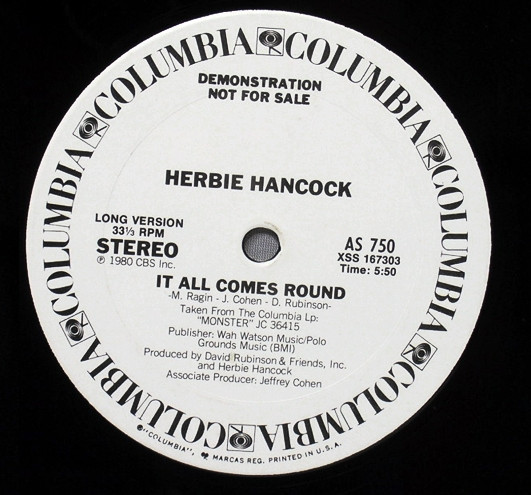 COLUMBIA COLUMBIA COLUMBIA COLUMBIA COLUMBIA COLUMBIA COLUMBIA COLUMBIA
DEMONSTRATION
NOT FOR SALE
HERBIE HANCOCK
LONG VERSION
33⅓ RPM
STEREO
℗ 1980 CBS Inc.
AS 750
XSS 167303
Time: 5:50
IT ALL COMES ROUND
-M. Ragin - J. Cohen - D. Rubinson-
Taken From The Columbia Lp:
"MONSTER" JC 36415
Publisher: Wah Watson Music/Polo
Grounds Music (BMI)
Produced by David Rubinson & Friends, Inc.
and Herbie Hancock
Associate Producer: Jeffrey Cohen
"COLUMBIA", MARCAS REG. PRINTED IN U.S.A.